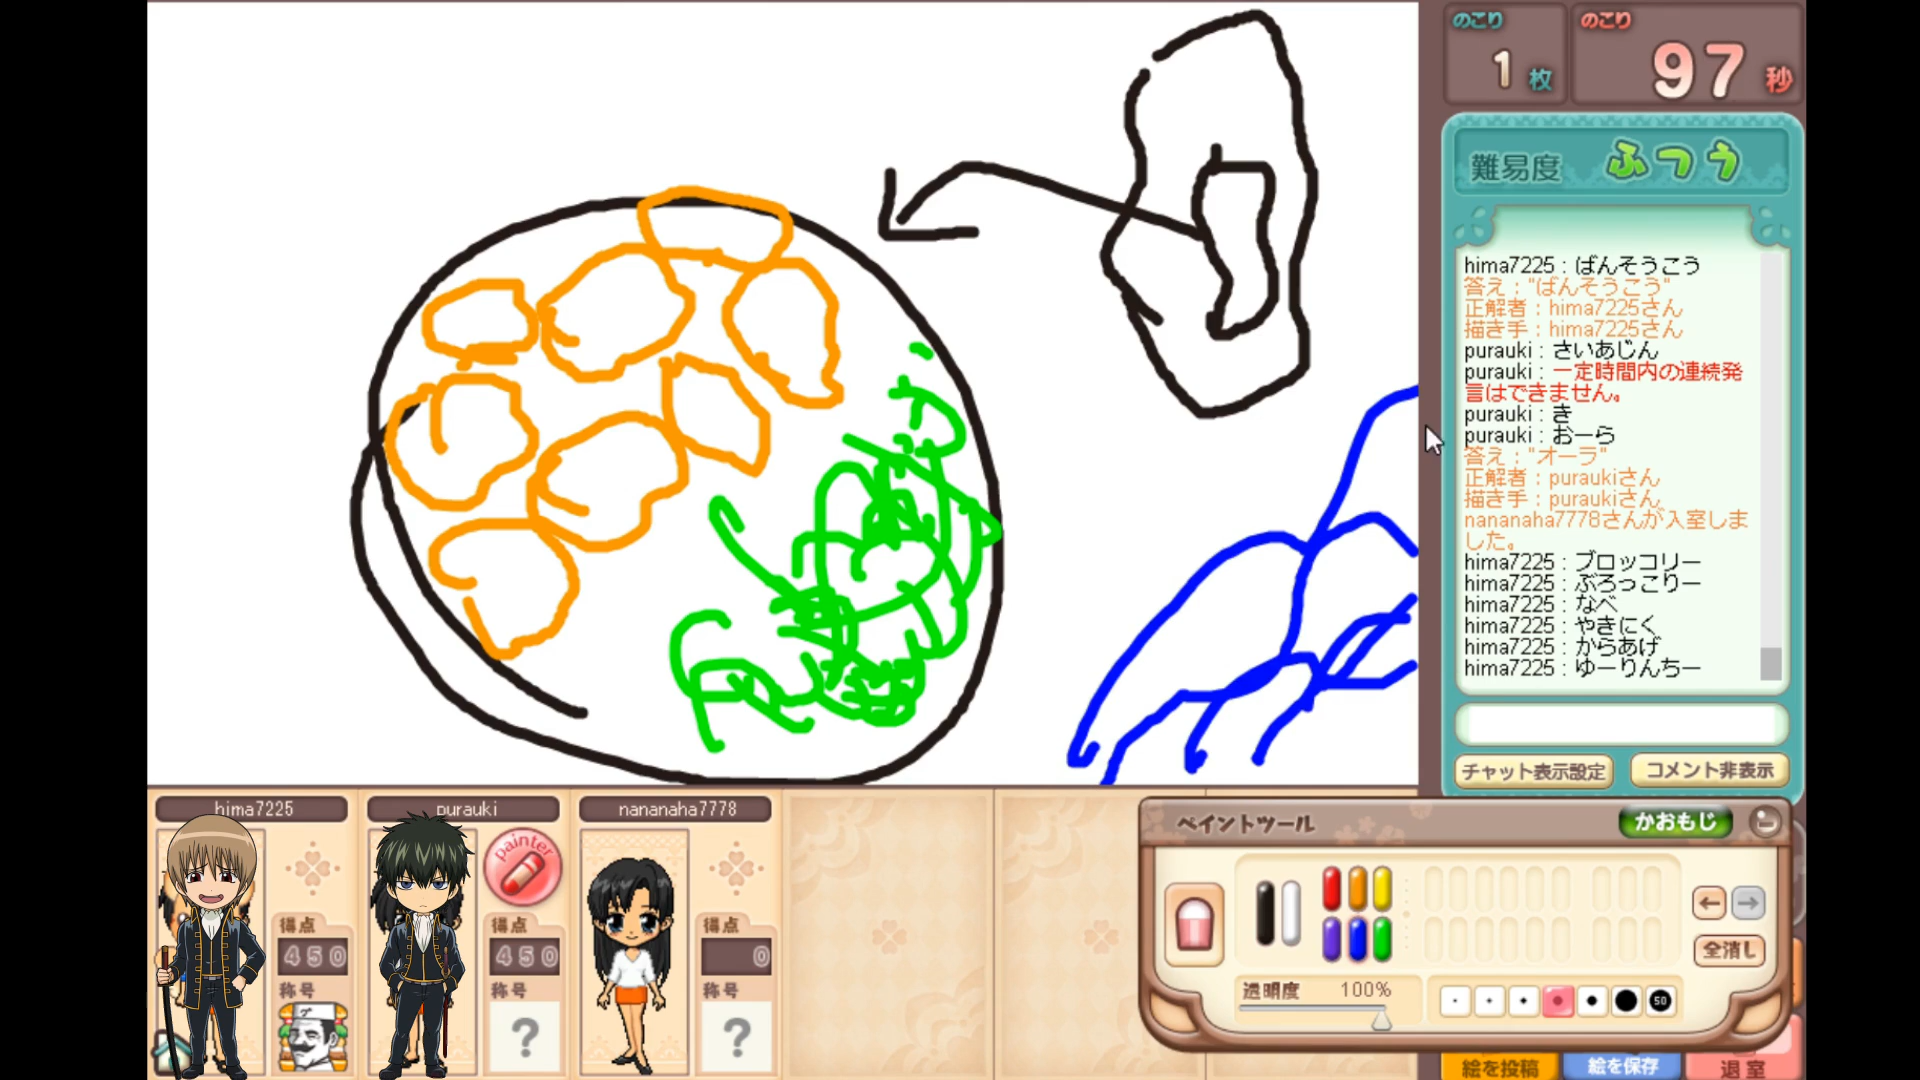 のこり
1枚
のこり
97秒
難易度 ふつう
hima7225 : ばんそうこう
答え : "ばんそうこう"
正解者 : hima7225さん
描き手 : hima7225さん
purauki : さいあじん
purauki : 一定時間内の連続発
言はできません。
purauki : き
purauki : おーら
答え : "オーラ"
正解者 : puraukiさん
描き手 : puraukiさん
nananaha7778さんが入室しま
した。
hima7225 : ブロッコリー
hima7225 : ぶろっこりー
hima7225 : なべ
hima7225 : やきにく
hima7225 : からあげ
hima7225 : ゆーりんちー
チャット表示設定
コメント非表示
hima7225
得点
450
称号
purauki
painter
得点
450
称号
?
nananaha7778
得点
0
称号
?
ペイントツール
かおもじ
全消し
透明度 100%
50
絵を投稿
絵を保存
退室